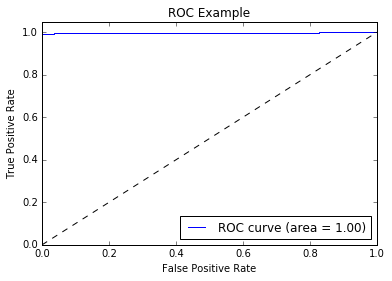 ROC Example
True Positive Rate
1.0
0.8
0.6
0.4
0.2
0.0
ROC curve (area = 1.00)
0.0 0.2 0.4 0.6 0.8 1.0
False Positive Rate